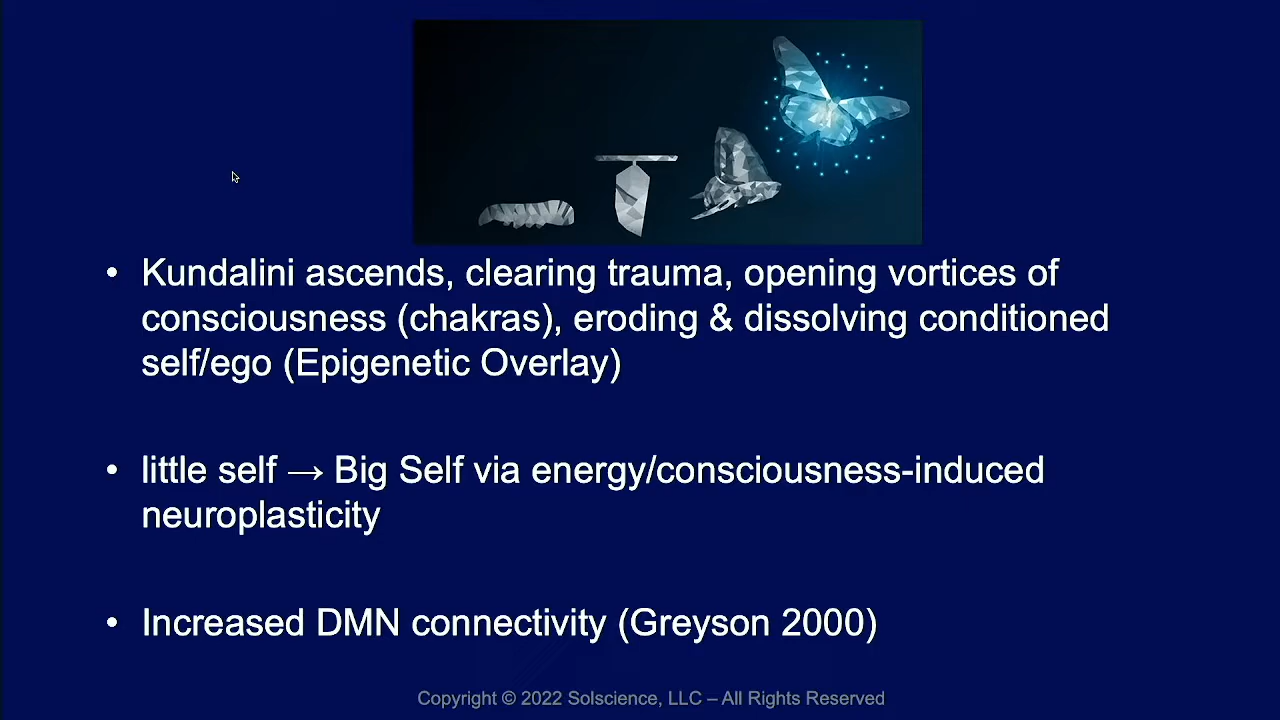 • Kundalini ascends, clearing trauma, opening vortices of
consciousness (chakras), eroding & dissolving conditioned
self/ego (Epigenetic Overlay)
• little self → Big Self via energy/consciousness-induced
neuroplasticity
• Increased DMN connectivity (Greyson 2000)
Copyright © 2022 Solscience, LLC – All Rights Reserved